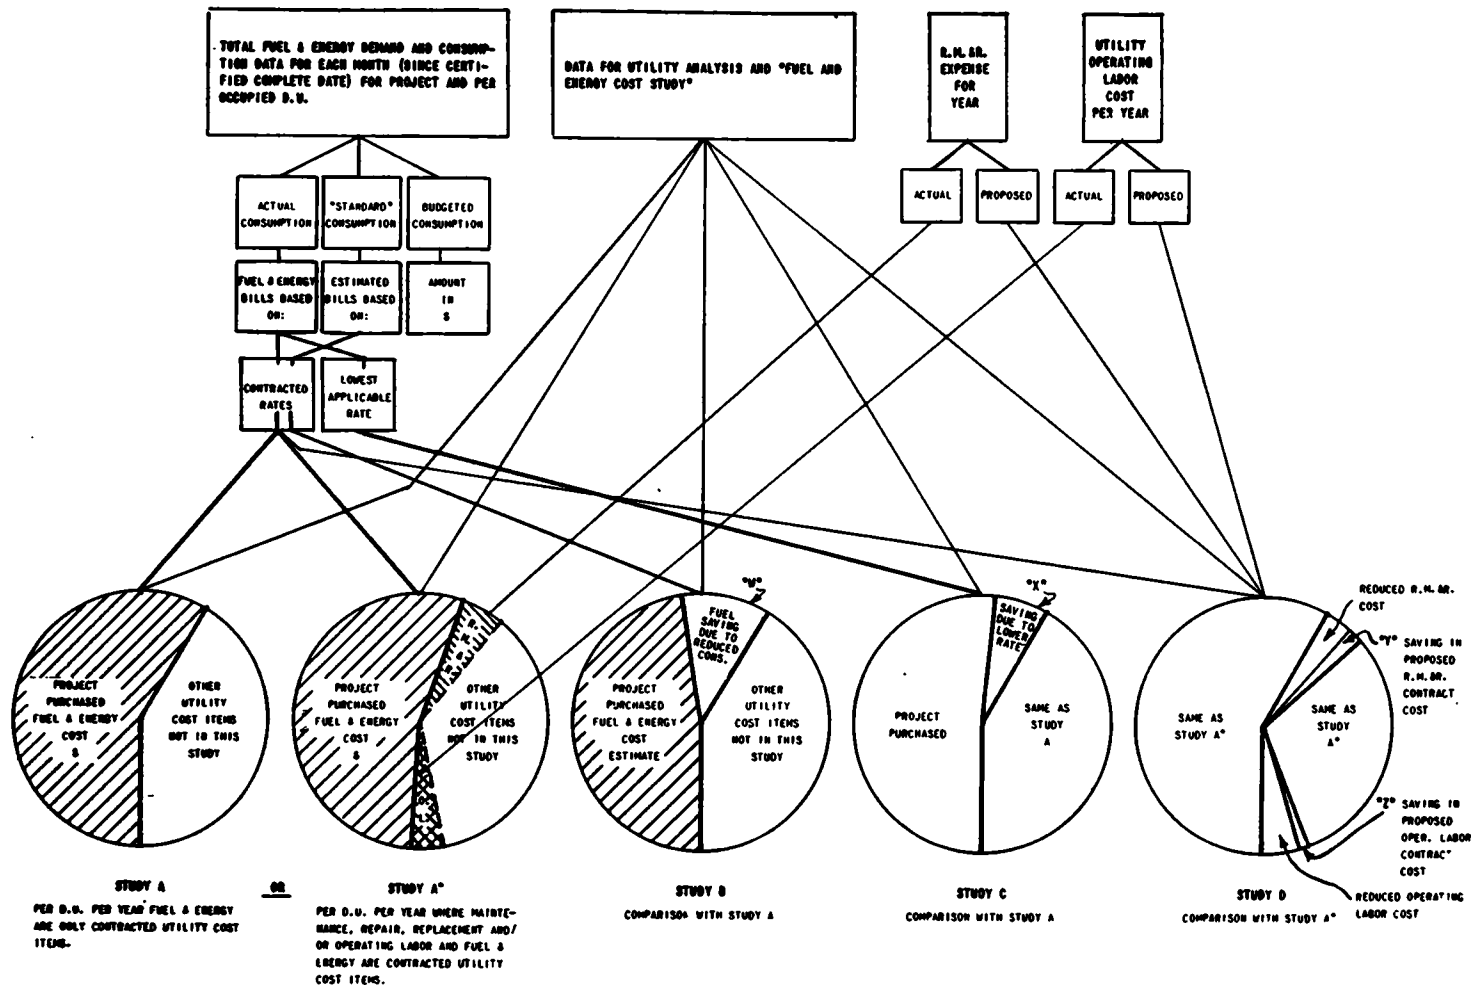 TOTAL FUEL & ENERGY DEMAND AND CONSUMP-
TION DATA FOR EACH MONTH (SINCE CERTI-
FIED COMPLETE DATE) FOR PROJECT AND PER
OCCUPIED D.U.
DATA FOR UTILITY ANALYSIS AND "FUEL AND
ENERGY COST STUDY"
R.M.&R.
EXPENSE
FOR
YEAR
UTILITY
OPERATING
LABOR
COST
PER YEAR
ACTUAL
PROPOSED
ACTUAL
PROPOSED
ACTUAL
CONSUMPTION
"STANDARD"
CONSUMPTION
BUDGETED
CONSUMPTION
FUEL & ENERGY
BILLS BASED
ON:
ESTIMATED
BILLS BASED
ON:
AMOUNT
IN
$
CONTRACTED
RATES
LOWEST
APPLICABLE
RATE
PROJECT
PURCHASED
FUEL & ENERGY
COST
$
OTHER
UTILITY
COST ITEMS
NOT IN THIS
STUDY
PROJECT
PURCHASED
FUEL & ENERGY
COST
$
R.
M.
&
R.
OTHER
UTILITY
COST ITEMS
NOT IN THIS
STUDY
O.
L.
"W"
FUEL
SAVING
DUE TO
REDUCED
CONS.
PROJECT
PURCHASED
FUEL & ENERGY
COST
ESTIMATE
OTHER
UTILITY
COST ITEMS
NOT IN THIS
STUDY
"X"
SAVING
DUE TO
LOWER
RATE
PROJECT
PURCHASED
SAME AS
STUDY
A
REDUCED R.M.&R.
COST
"Y" SAVING IN
PROPOSED
R.M.&R.
CONTRACT
COST
SAME AS
STUDY A"
SAME AS
STUDY
A"
"Z" SAVING IN
PROPOSED
OPER. LABOR
CONTRACT
COST
REDUCED OPERATING
LABOR COST
STUDY A
PER D.U. PER YEAR FUEL & ENERGY
ARE ONLY CONTRACTED UTILITY COST
ITEMS.
OR
STUDY A"
PER D.U. PER YEAR WHERE MAINTE-
NANCE, REPAIR, REPLACEMENT AND/
OR OPERATING LABOR AND FUEL &
ENERGY ARE CONTRACTED UTILITY
COST ITEMS.
STUDY B
COMPARISON WITH STUDY A
STUDY C
COMPARISON WITH STUDY A
STUDY D
COMPARISON WITH STUDY A"